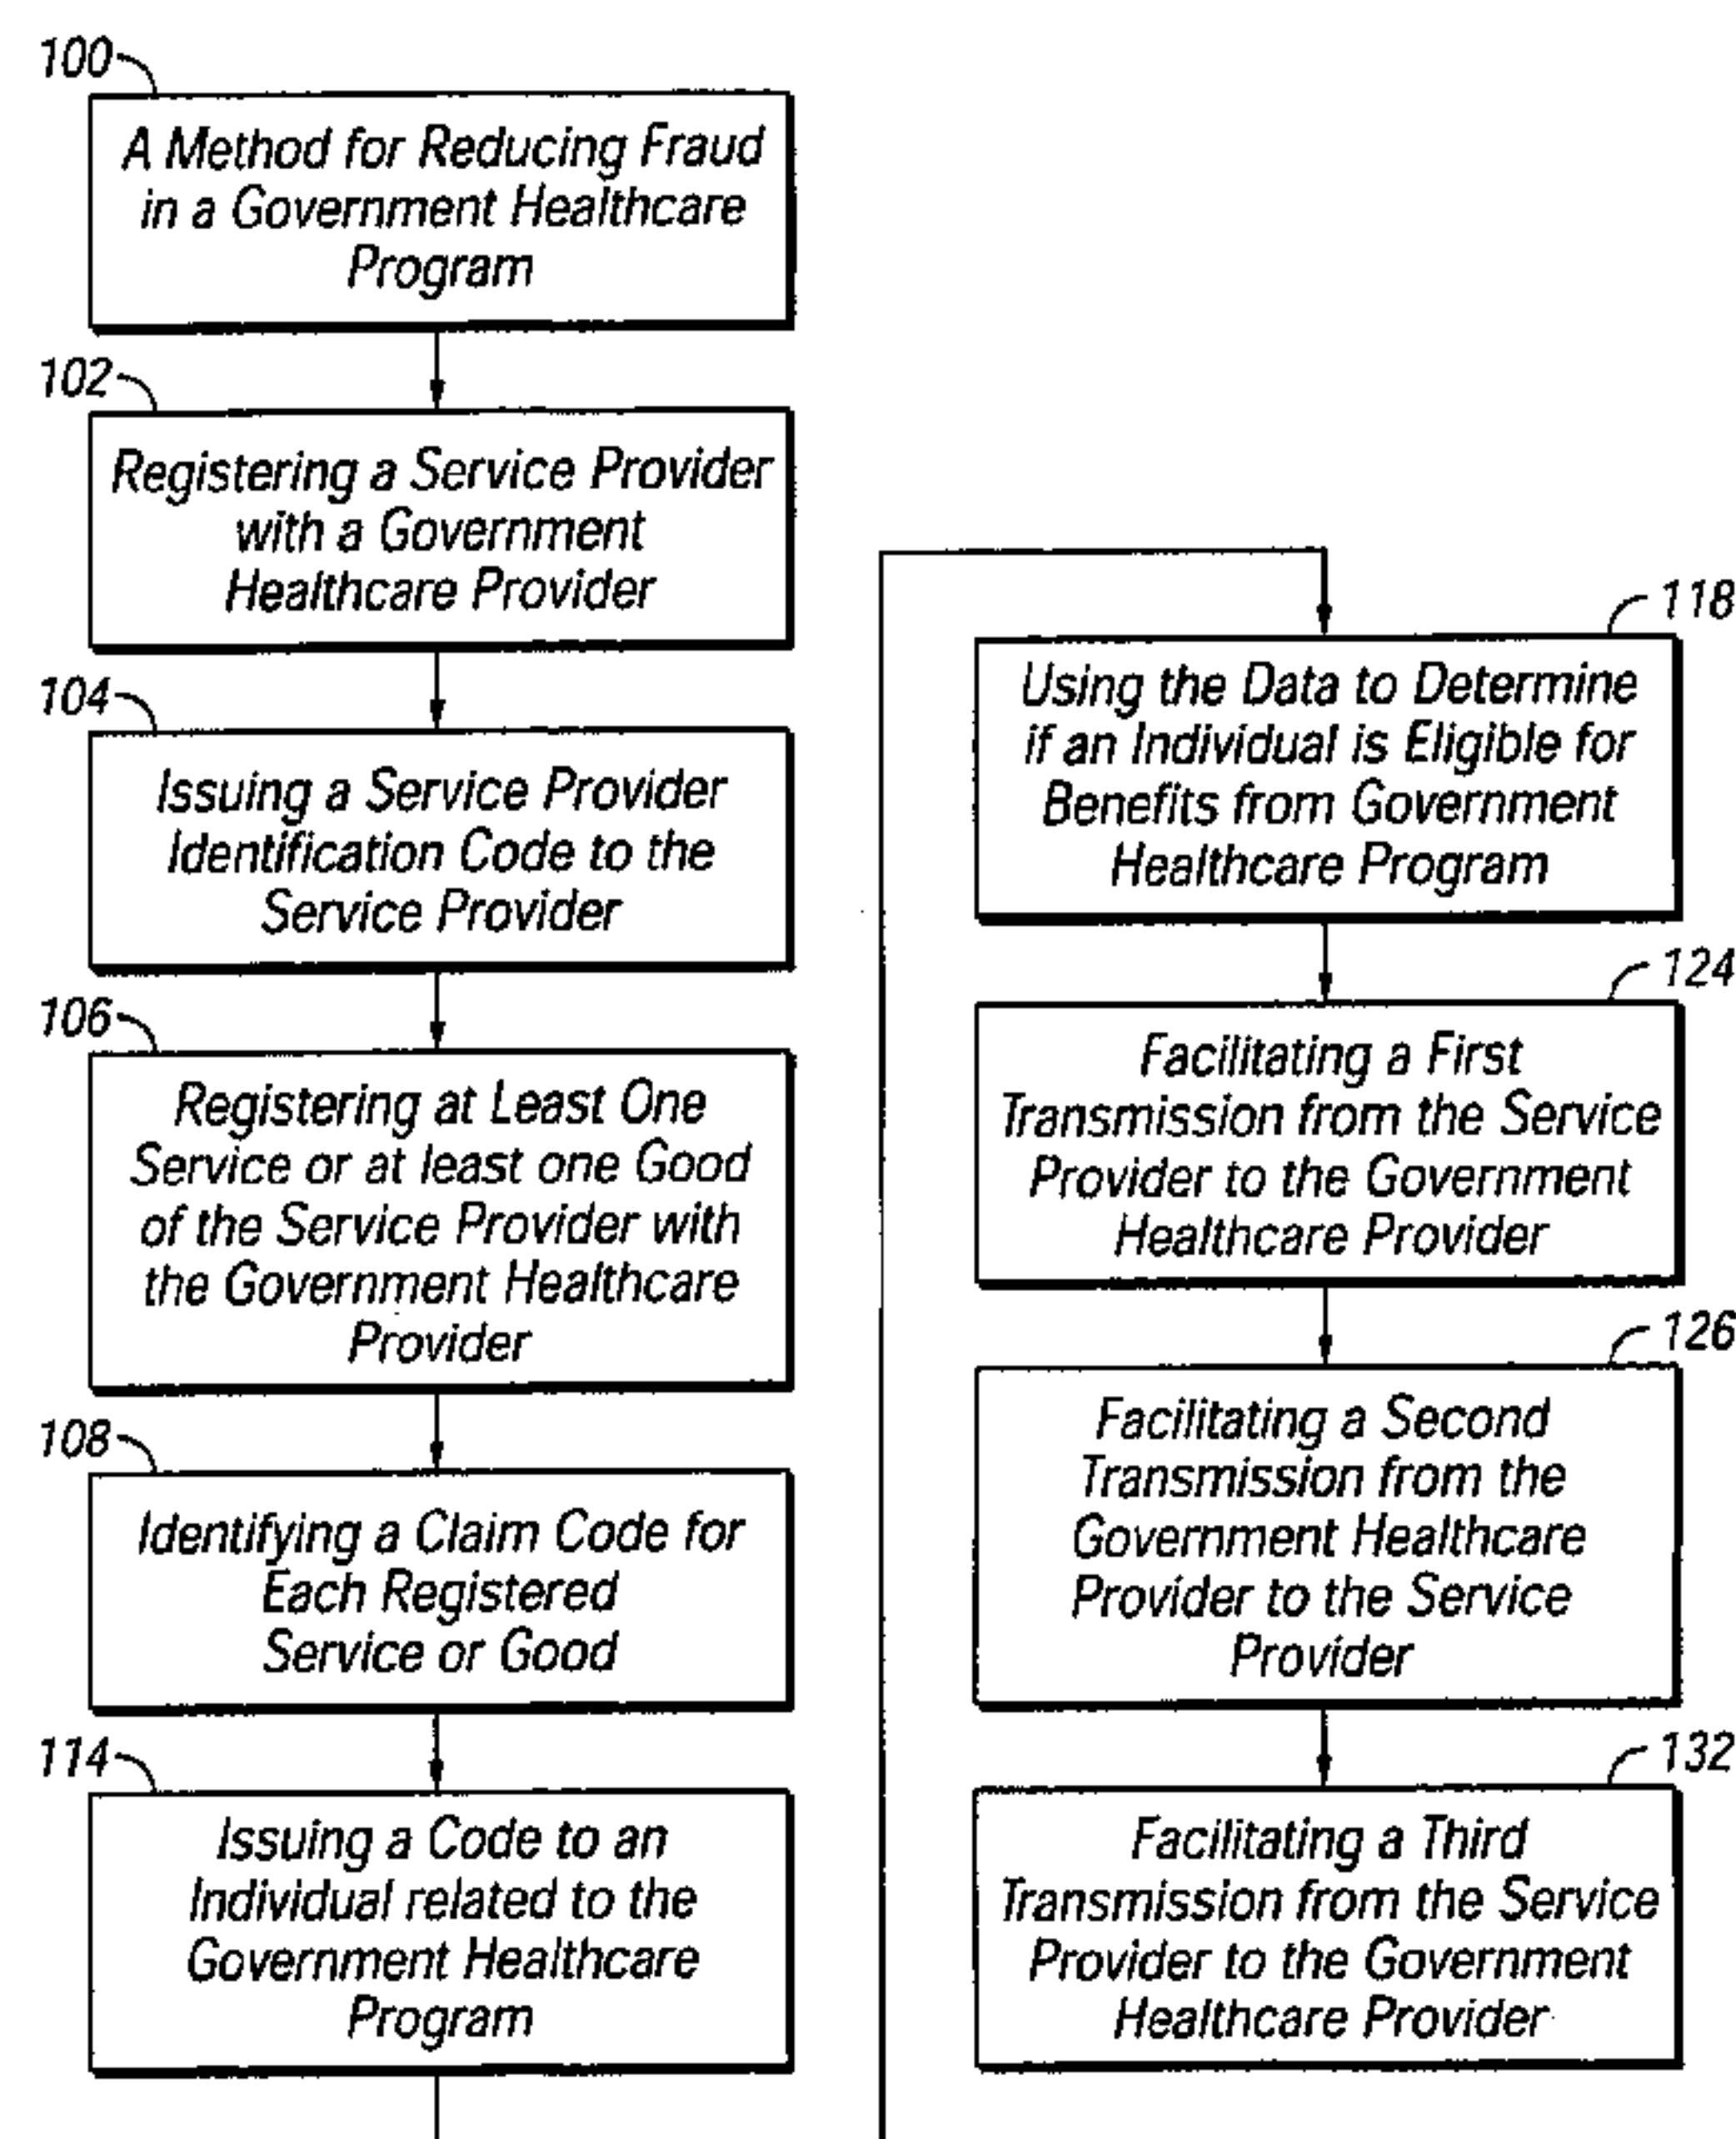 100
A Method for Reducing Fraud
in a Government Healthcare
Program
102
Registering a Service Provider
with a Government
Healthcare Provider
104
Issuing a Service Provider
Identification Code to the
Service Provider
106
Registering at Least One
Service or at least one Good
of the Service Provider with
the Government Healthcare
Provider
108
Identifying a Claim Code for
Each Registered
Service or Good
114
Issuing a Code to an
Individual related to the
Government Healthcare
Program
118
Using the Data to Determine
if an Individual is Eligible for
Benefits from Government
Healthcare Program
124
Facilitating a First
Transmission from the Service
Provider to the Government
Healthcare Provider
126
Facilitating a Second
Transmission from the
Government Healthcare
Provider to the Service
Provider
132
Facilitating a Third
Transmission from the Service
Provider to the Government
Healthcare Provider